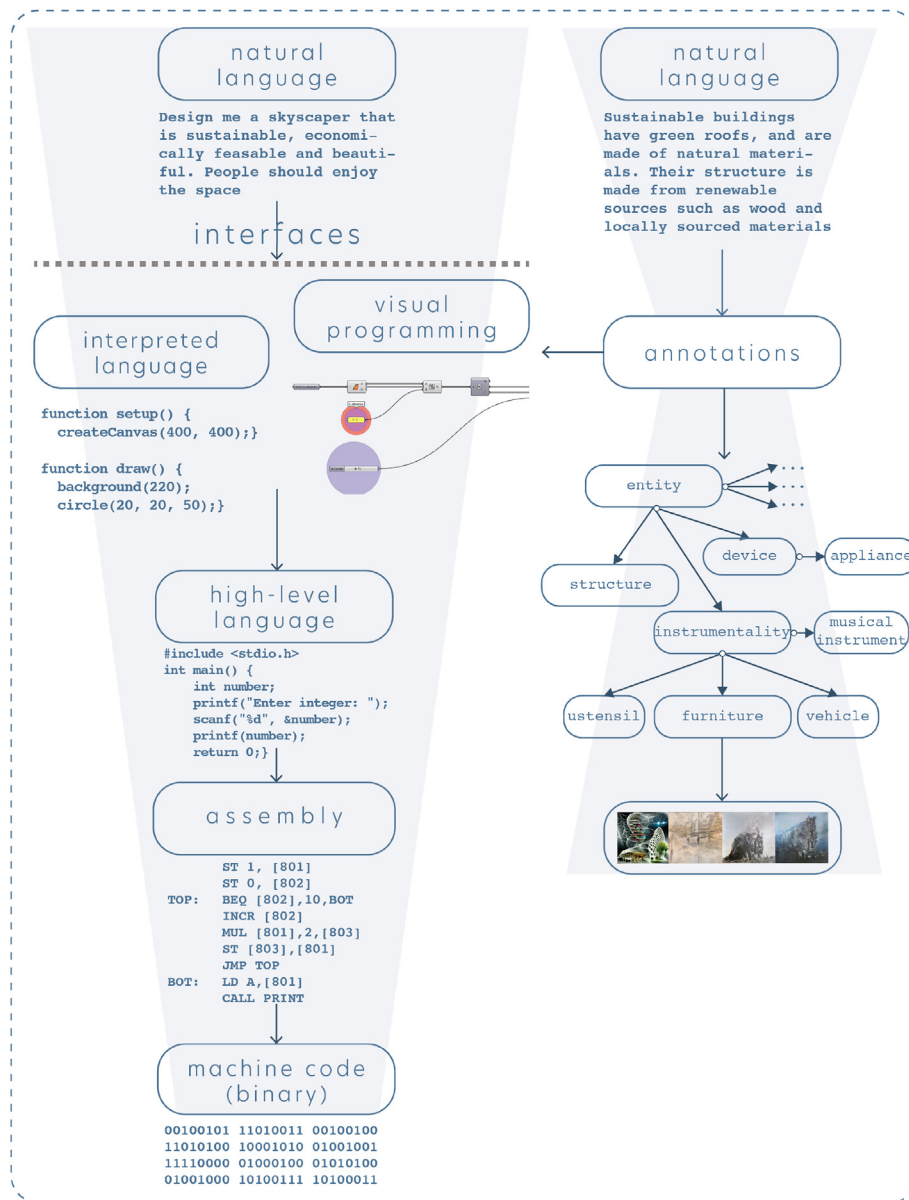 natural
language
Design me a skyscaper that
is sustainable, economi-
cally feasable and beauti-
ful. People should enjoy
the space
interfaces
visual
programming
interpreted
language
function setup() {
createCanvas(400, 400);}
function draw() {
background(220);
circle(20, 20, 50);}
high-level
language
#include <stdio.h>
int main() {
int number;
printf("Enter integer: ");
scanf("%d", &number);
printf(number);
return 0;}
assembly
ST 1, [801]
ST 0, [802]
TOP: BEQ [802],10,BOT
INCR [802]
MUL [801],2,[803]
ST [803],[801]
JMP TOP
BOT: LD A,[801]
CALL PRINT
machine code
(binary)
00100101 11010011 00100100
11010100 10001010 01001001
11110000 01000100 01010100
01001000 10100111 10100011
natural
language
Sustainable buildings
have green roofs, and are
made of natural materi-
als. Their structure is
made from renewable
sources such as wood and
locally sourced materials
annotations
entity
...
...
...
device
appliance
structure
instrumentality
musical
instrument
ustensil
furniture
vehicle